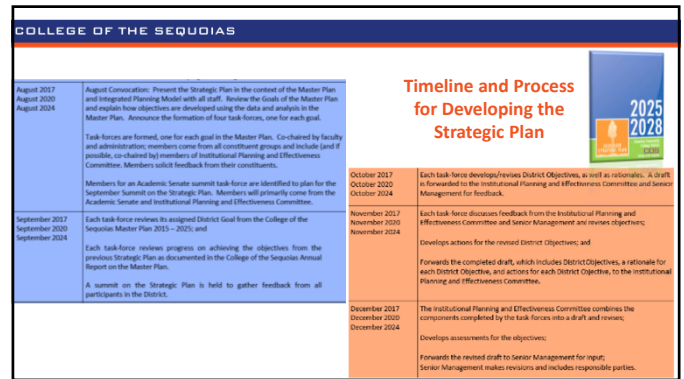 COLLEGE OF THE SEQUOIAS
August 2017
August 2020
August 2024
August Convocation: Present the Strategic Plan in the context of the Master Plan
and Integrated Planning Model with all staff. Review the Goals of the Master Plan
and explain how objectives are developed using the data and analysis in the
Master Plan. Announce the formation of four task-forces, one for each goal.
Task-forces are formed, one for each goal in the Master Plan. Co-chaired by faculty
and administration; members come from all constituent groups and include (and if
possible, co-chaired by) members of Institutional Planning and Effectiveness
Committee. Members solicit feedback from their constituents.
Members for an Academic Senate summit task-force are identified to plan for the
September Summit on the Strategic Plan. Members will primarily come from the
Academic Senate and Institutional Planning and Effectiveness Committee.
September 2017
September 2020
September 2024
Each task-force reviews its assigned District Goal from the College of the
Sequoias Master Plan 2015 – 2025; and
Each task-force reviews progress on achieving the objectives from the
previous Strategic Plan as documented in the College of the Sequoias Annual
Report on the Master Plan.
A summit on the Strategic Plan is held to gather feedback from all
participants in the District.
Timeline and Process
for Developing the
Strategic Plan
2025
2028
October 2017
October 2020
October 2024
Each task-force develops/revises District Objectives, as well as rationales. A draft
is forwarded to the Institutional Planning and Effectiveness Committee and Senior
Management for feedback.
November 2017
November 2020
November 2024
Each task-force discusses feedback from the Institutional Planning and
Effectiveness Committee and Senior Management and revises objectives;
Develops actions for the revised District Objectives; and
Forwards the completed draft, which includes District Objectives, a rationale for
each District Objective, and actions for each District Objective, to the Institutional
Planning and Effectiveness Committee.
December 2017
December 2020
December 2024
The Institutional Planning and Effectiveness Committee combines the
components completed by the task-forces into a draft and revises;
Develops assessments for the objectives;
Forwards the revised draft to Senior Management for input;
Senior Management makes revisions and includes responsible parties.